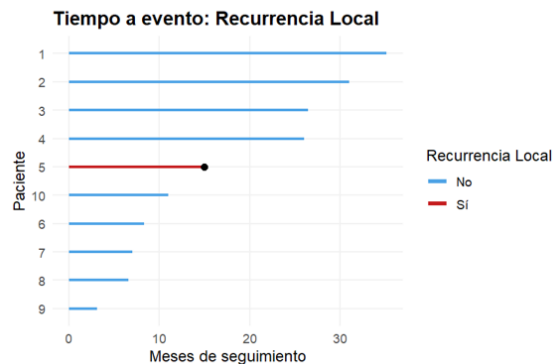 Tiempo a evento: Recurrencia Local
Paciente
1
2
3
4
5
10
6
7
8
9
0 10 20 30
Meses de seguimiento
Recurrencia Local
No
Sí